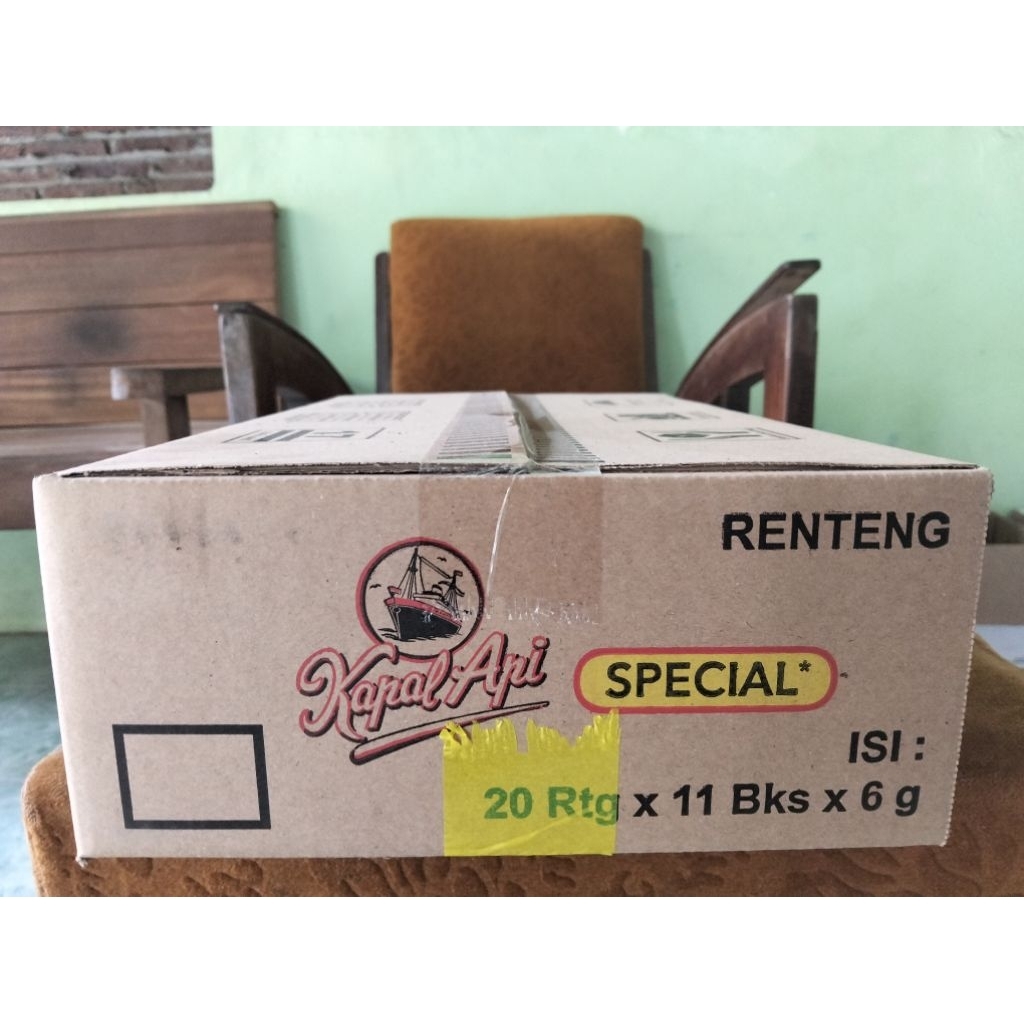 RENTENG
Kapal Api
SPECIAL*
ISI :
20 Rtg x 11 Bks x 6 g